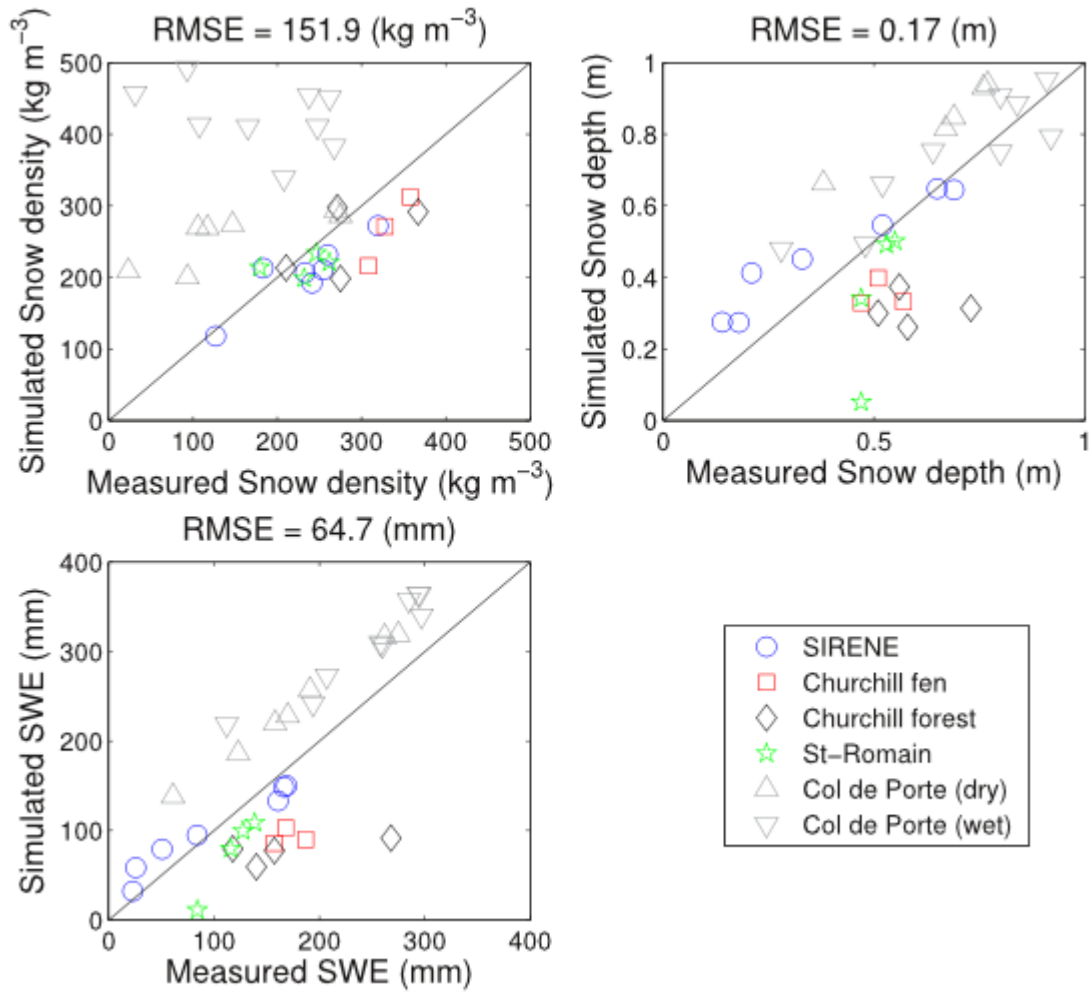 RMSE = 151.9 (kg m⁻³)
Simulated Snow density (kg m⁻³)
500
400
300
200
100
0
0 100 200 300 400 500
Measured Snow density (kg m⁻³)
RMSE = 0.17 (m)
Simulated Snow depth (m)
1
0.8
0.6
0.4
0.2
0
0 0.5 1
Measured Snow depth (m)
RMSE = 64.7 (mm)
Simulated SWE (mm)
400
300
200
100
0
0 100 200 300 400
Measured SWE (mm)
SIRENE
Churchill fen
Churchill forest
St−Romain
Col de Porte (dry)
Col de Porte (wet)